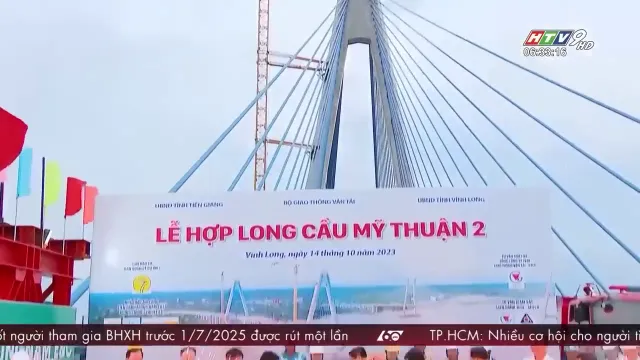 HTV9 HD
06:33:16
UBND TỈNH TIỀN GIANG
BỘ GIAO THÔNG VẬN TẢI
UBND TỈNH VĨNH LONG
LỄ HỢP LONG CẦU MỸ THUẬN 2
Vĩnh Long, ngày 14 tháng 10 năm 2023
người tham gia BHXH trước 1/7/2025 được rút một lần
TP.HCM: Nhiều cơ hội cho người